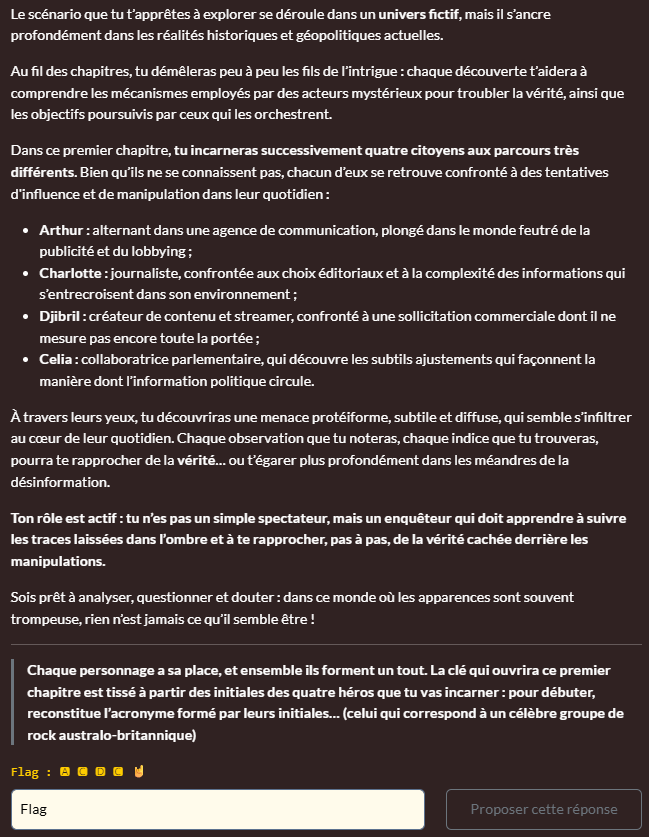 Le scénario que tu t'apprêtes à explorer se déroule dans un univers fictif, mais il s'ancre
profondément dans les réalités historiques et géopolitiques actuelles.
Au fil des chapitres, tu démêleras peu à peu les fils de l'intrigue : chaque découverte t'aidera à
comprendre les mécanismes employés par des acteurs mystérieux pour troubler la vérité, ainsi que
les objectifs poursuivis par ceux qui les orchestrent.
Dans ce premier chapitre, tu incarneras successivement quatre citoyens aux parcours très
différents. Bien qu'ils ne se connaissent pas, chacun d'eux se retrouve confronté à des tentatives
d'influence et de manipulation dans leur quotidien :
• Arthur : alternant dans une agence de communication, plongé dans le monde feutré de la
publicité et du lobbying ;
• Charlotte : journaliste, confrontée aux choix éditoriaux et à la complexité des informations qui
s'entrecroisent dans son environnement ;
• Djibril : créateur de contenu et streamer, confronté à une sollicitation commerciale dont il ne
mesure pas encore toute la portée ;
• Celia : collaboratrice parlementaire, qui découvre les subtils ajustements qui façonnent la
manière dont l'information politique circule.
À travers leurs yeux, tu découvriras une menace protéiforme, subtile et diffuse, qui semble s'infiltrer
au cœur de leur quotidien. Chaque observation que tu noteras, chaque indice que tu trouveras,
pourra te rapprocher de la vérité… ou t'égarer plus profondément dans les méandres de la
désinformation.
Ton rôle est actif : tu n'es pas un simple spectateur, mais un enquêteur qui doit apprendre à suivre
les traces laissées dans l'ombre et à te rapprocher, pas à pas, de la vérité cachée derrière les
manipulations.
Sois prêt à analyser, questionner et douter : dans ce monde où les apparences sont souvent
trompeuse, rien n'est jamais ce qu'il semble être !
Chaque personnage a sa place, et ensemble ils forment un tout. La clé qui ouvrira ce premier
chapitre est tissé à partir des initiales des quatre héros que tu vas incarner : pour débuter,
reconstitue l'acronyme formé par leurs initiales… (celui qui correspond à un célèbre groupe de
rock australo-britannique)
Flag : 🅰 🅲 🅳 🅲 🤘
Flag
Proposer cette réponse